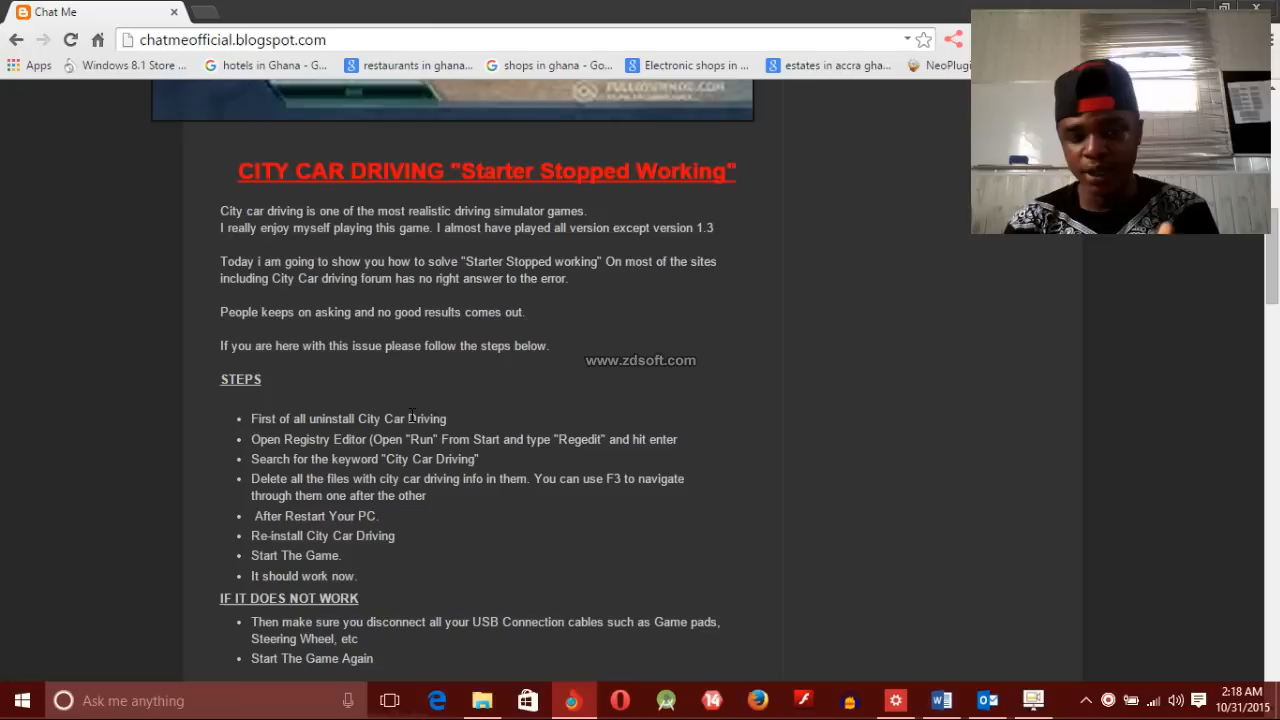 Chat Me
chatmeofficial.blogspot.com
Apps Windows 8.1 Store ... hotels in Ghana - G... restaurants in ghana... shops in ghana - Go... Electronic shops in ... estates in accra gha... NeoPlugi
CITY CAR DRIVING "Starter Stopped Working"
City car driving is one of the most realistic driving simulator games.
I really enjoy myself playing this game. I almost have played all version except version 1.3
Today i am going to show you how to solve "Starter Stopped working" On most of the sites
including City Car driving forum has no right answer to the error.
People keeps on asking and no good results comes out.
If you are here with this issue please follow the steps below.
www.zdsoft.com
STEPS
First of all uninstall City Car Driving
Open Registry Editor (Open "Run" From Start and type "Regedit" and hit enter
Search for the keyword "City Car Driving"
Delete all the files with city car driving info in them. You can use F3 to navigate
through them one after the other
After Restart Your PC.
Re-install City Car Driving
Start The Game.
It should work now.
IF IT DOES NOT WORK
Then make sure you disconnect all your USB Connection cables such as Game pads,
Steering Wheel, etc
Start The Game Again
Ask me anything
14
2:18 AM
10/31/2015